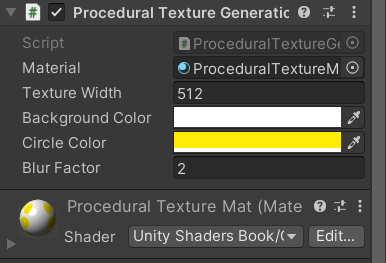 Procedural Texture Generatic
Script ProceduralTextureGe
Material ProceduralTextureM
Texture Width 512
Background Color
Circle Color
Blur Factor 2
Procedural Texture Mat (Mate
Shader Unity Shaders Book/C Edit...